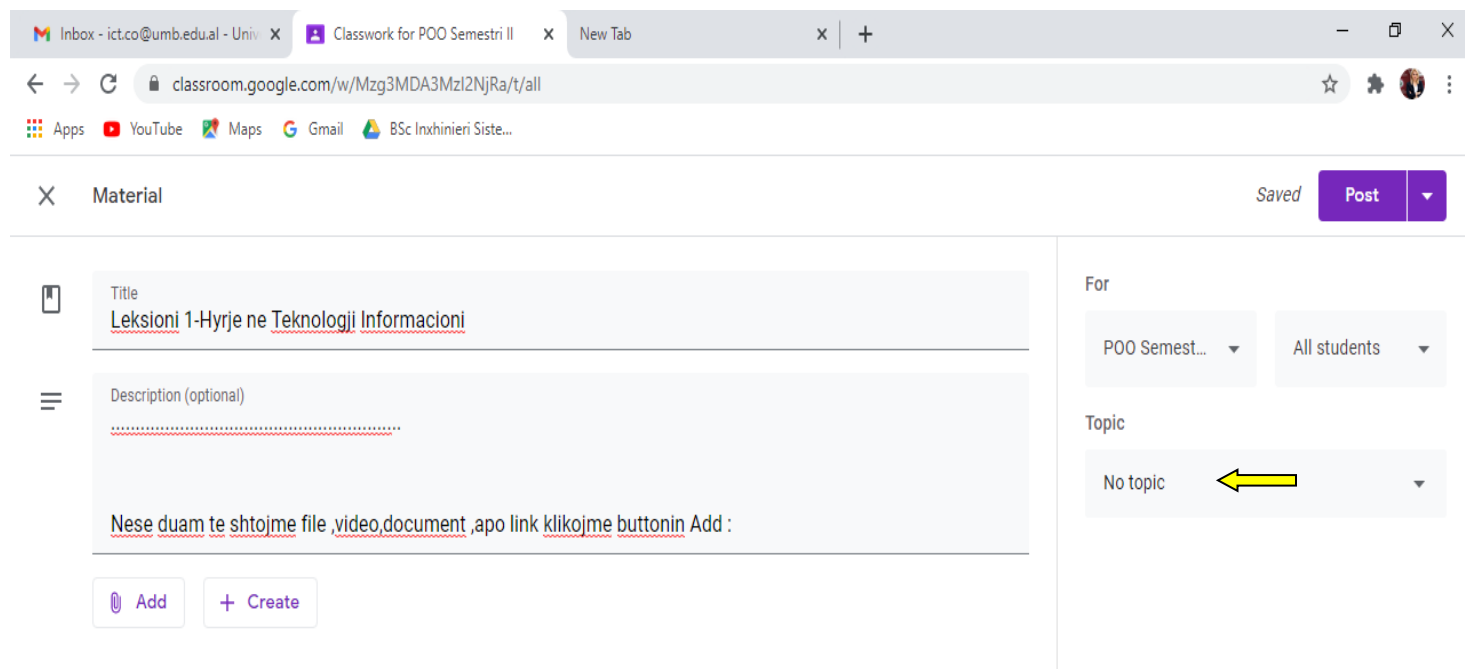 Inbox - ict.co@umb.edu.al - Univ
Classwork for POO Semestri II
New Tab
classroom.google.com/w/Mzg3MDA3MzI2NjRa/t/all
Apps YouTube Maps Gmail BSc Inxhinieri Siste...
Material
Saved
Post
Title
Leksioni 1-Hyrje ne Teknologji Informacioni
Description (optional)
............................................................
Nese duam te shtojme file ,video,document ,apo link klikojme buttonin Add :
Add
+ Create
For
POO Semest...
All students
Topic
No topic